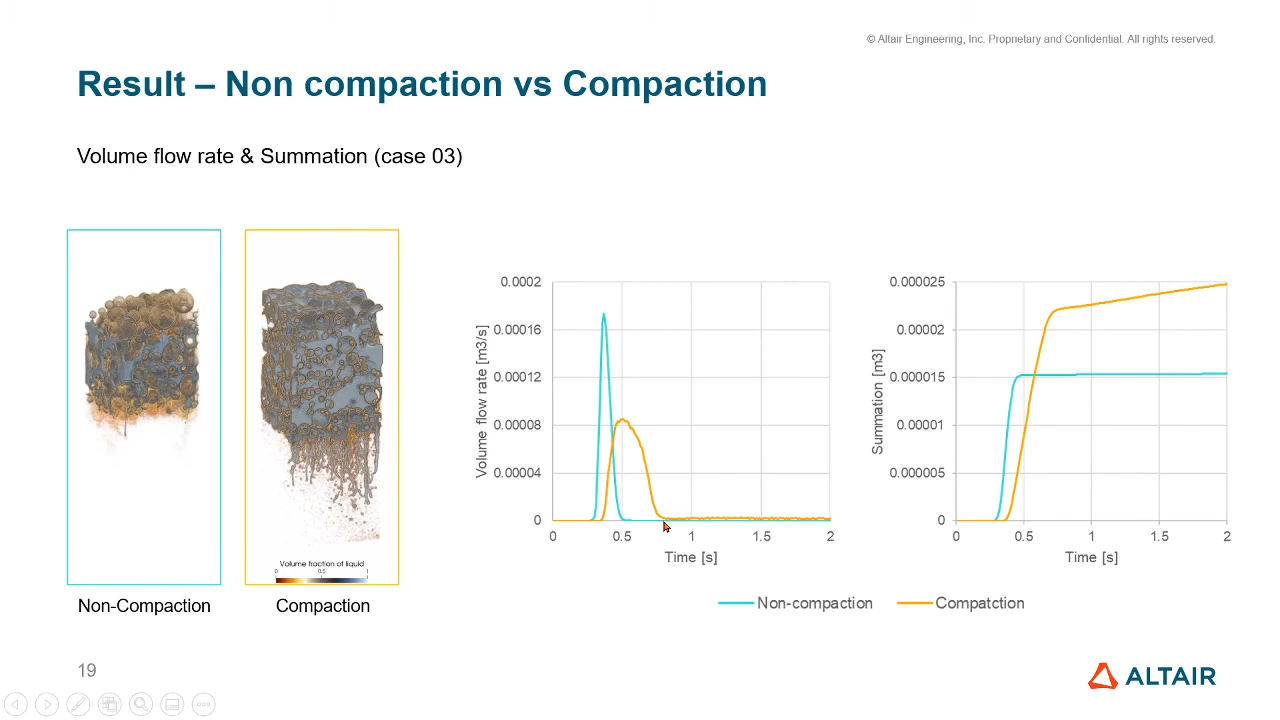 © Altair Engineering, Inc. Proprietary and Confidential. All rights reserved.
Result – Non compaction vs Compaction
Volume flow rate & Summation (case 03)
Volume fraction of liquid
0 0.5 1
Non-Compaction
Compaction
Volume flow rate [m3/s]
0.0002
0.00016
0.00012
0.00008
0.00004
0
0 0.5 1 1.5 2
Time [s]
Summation [m3]
0.000025
0.00002
0.000015
0.00001
0.000005
0
0 0.5 1 1.5 2
Time [s]
Non-compaction
Compatction
19
ALTAIR